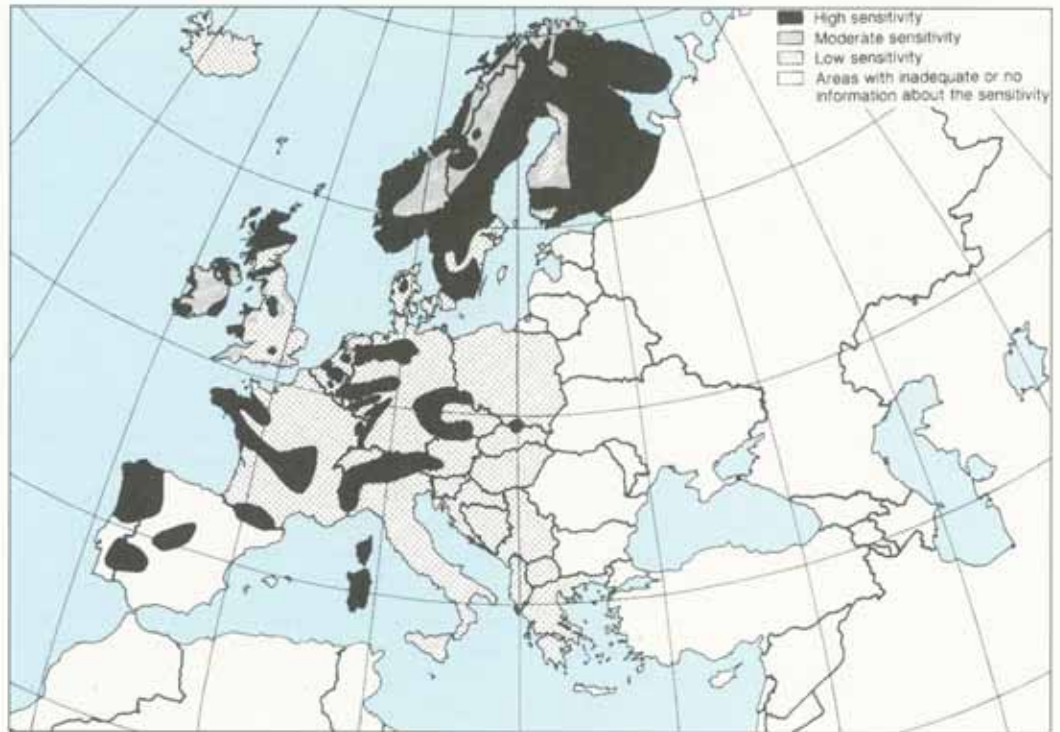 High sensitivity
Moderate sensitivity
Low sensitivity
Areas with inadequate or no
information about the sensitivity